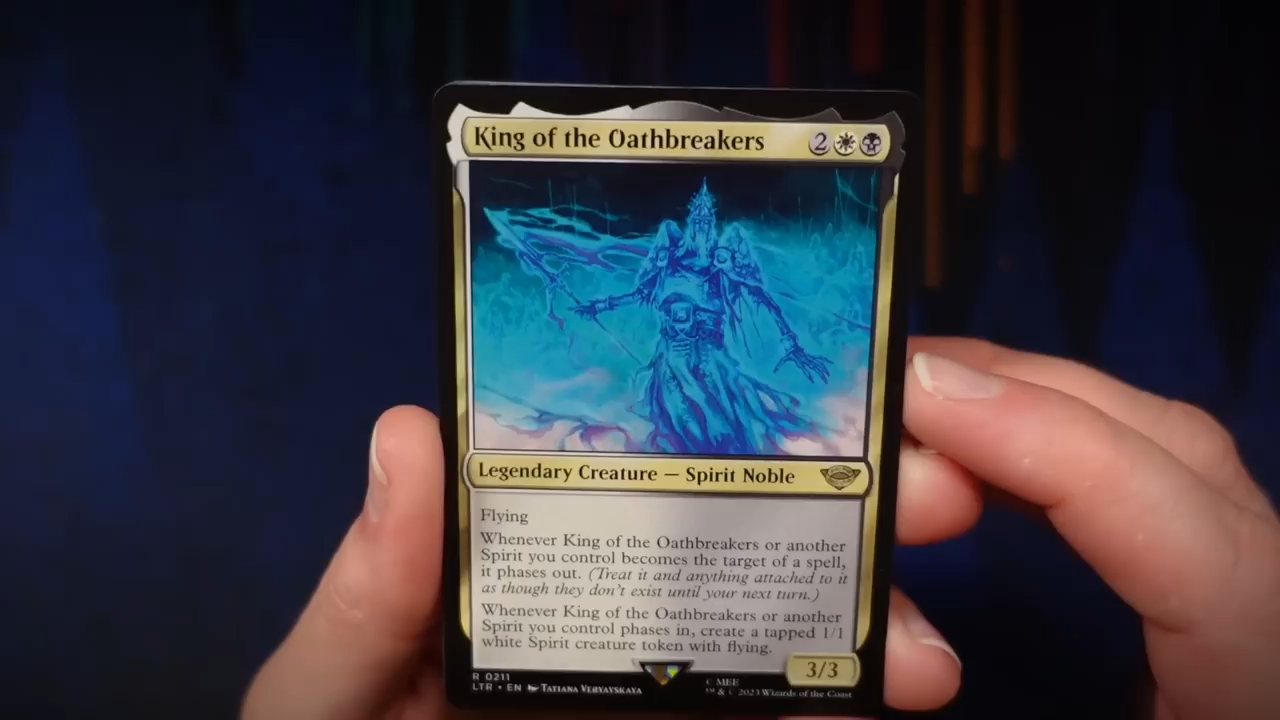 King of the Oathbreakers 2
Legendary Creature — Spirit Noble
Flying
Whenever King of the Oathbreakers or another
Spirit you control becomes the target of a spell,
it phases out. (Treat it and anything attached to it
as though they don't exist until your next turn.)
Whenever King of the Oathbreakers or another
Spirit you control phases in, create a tapped 1/1
white Spirit creature token with flying.
3/3
R 0211
LTR • EN Tatiana Veryayskaya
© MEE
™ & © 2023 Wizards of the Coast